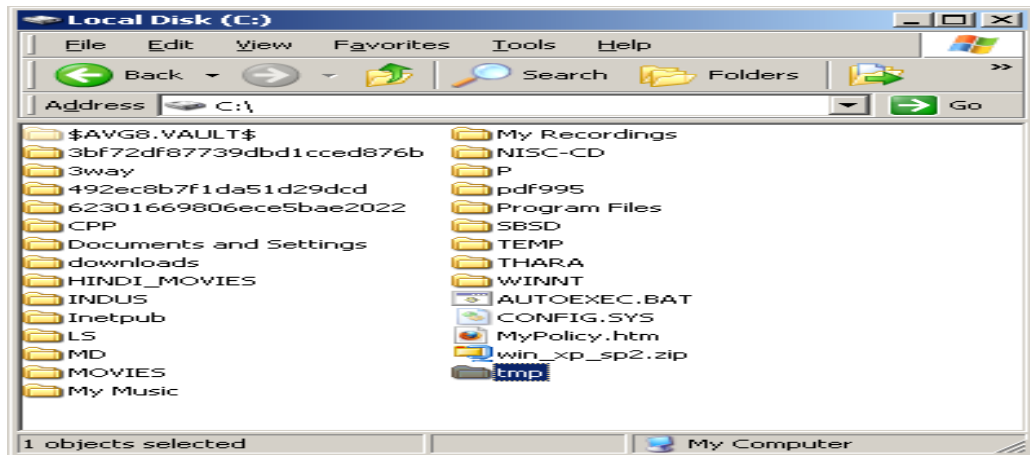 Local Disk (C:)
File Edit View Favorites Tools Help
Back Search Folders »
Address C:\ Go
$AVG8.VAULT$
3bf72df87739dbd1cced876b
3way
492ec8b7f1da51d29dcd
62301669806ece5bae2022
CPP
Documents and Settings
downloads
HINDI_MOVIES
INDUS
Inetpub
LS
MD
MOVIES
My Music
My Recordings
NISC-CD
P
pdf995
Program Files
SBSD
TEMP
THARA
WINNT
AUTOEXEC.BAT
CONFIG.SYS
MyPolicy.htm
win_xp_sp2.zip
tmp
1 objects selected My Computer